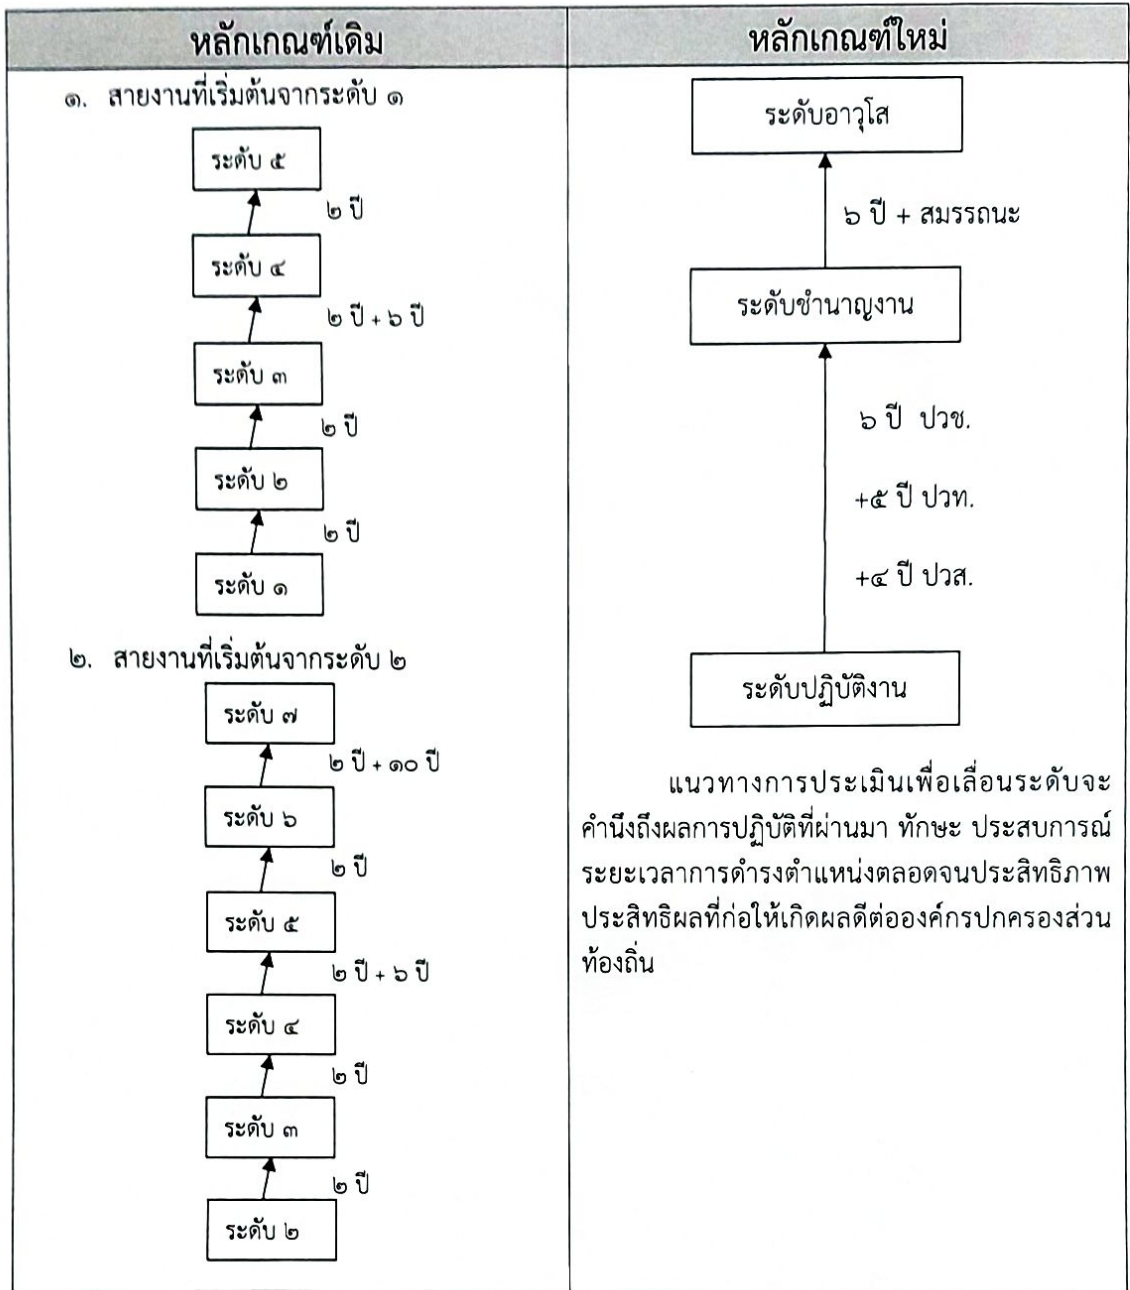 หลักเกณฑ์เดิม
๑. สายงานที่เริ่มต้นจากระดับ ๑
ระดับ ๕
๒ ปี
ระดับ ๔
๒ ปี + ๖ ปี
ระดับ ๓
๒ ปี
ระดับ ๒
๒ ปี
ระดับ ๑
๒. สายงานที่เริ่มต้นจากระดับ ๒
ระดับ ๗
๒ ปี + ๑๐ ปี
ระดับ ๖
๒ ปี
ระดับ ๕
๒ ปี + ๖ ปี
ระดับ ๔
๒ ปี
ระดับ ๓
๒ ปี
ระดับ ๒
หลักเกณฑ์ใหม่
ระดับอาวุโส
๖ ปี + สมรรถนะ
ระดับชำนาญงาน
๖ ปี ปวช.
+๕ ปี ปวท.
+๔ ปี ปวส.
ระดับปฏิบัติงาน
แนวทางการประเมินเพื่อเลื่อนระดับจะ
คำนึงถึงผลการปฏิบัติที่ผ่านมา ทักษะ ประสบการณ์
ระยะเวลาการดำรงตำแหน่งตลอดจนประสิทธิภาพ
ประสิทธิผลที่ก่อให้เกิดผลดีต่อองค์กรปกครองส่วน
ท้องถิ่น